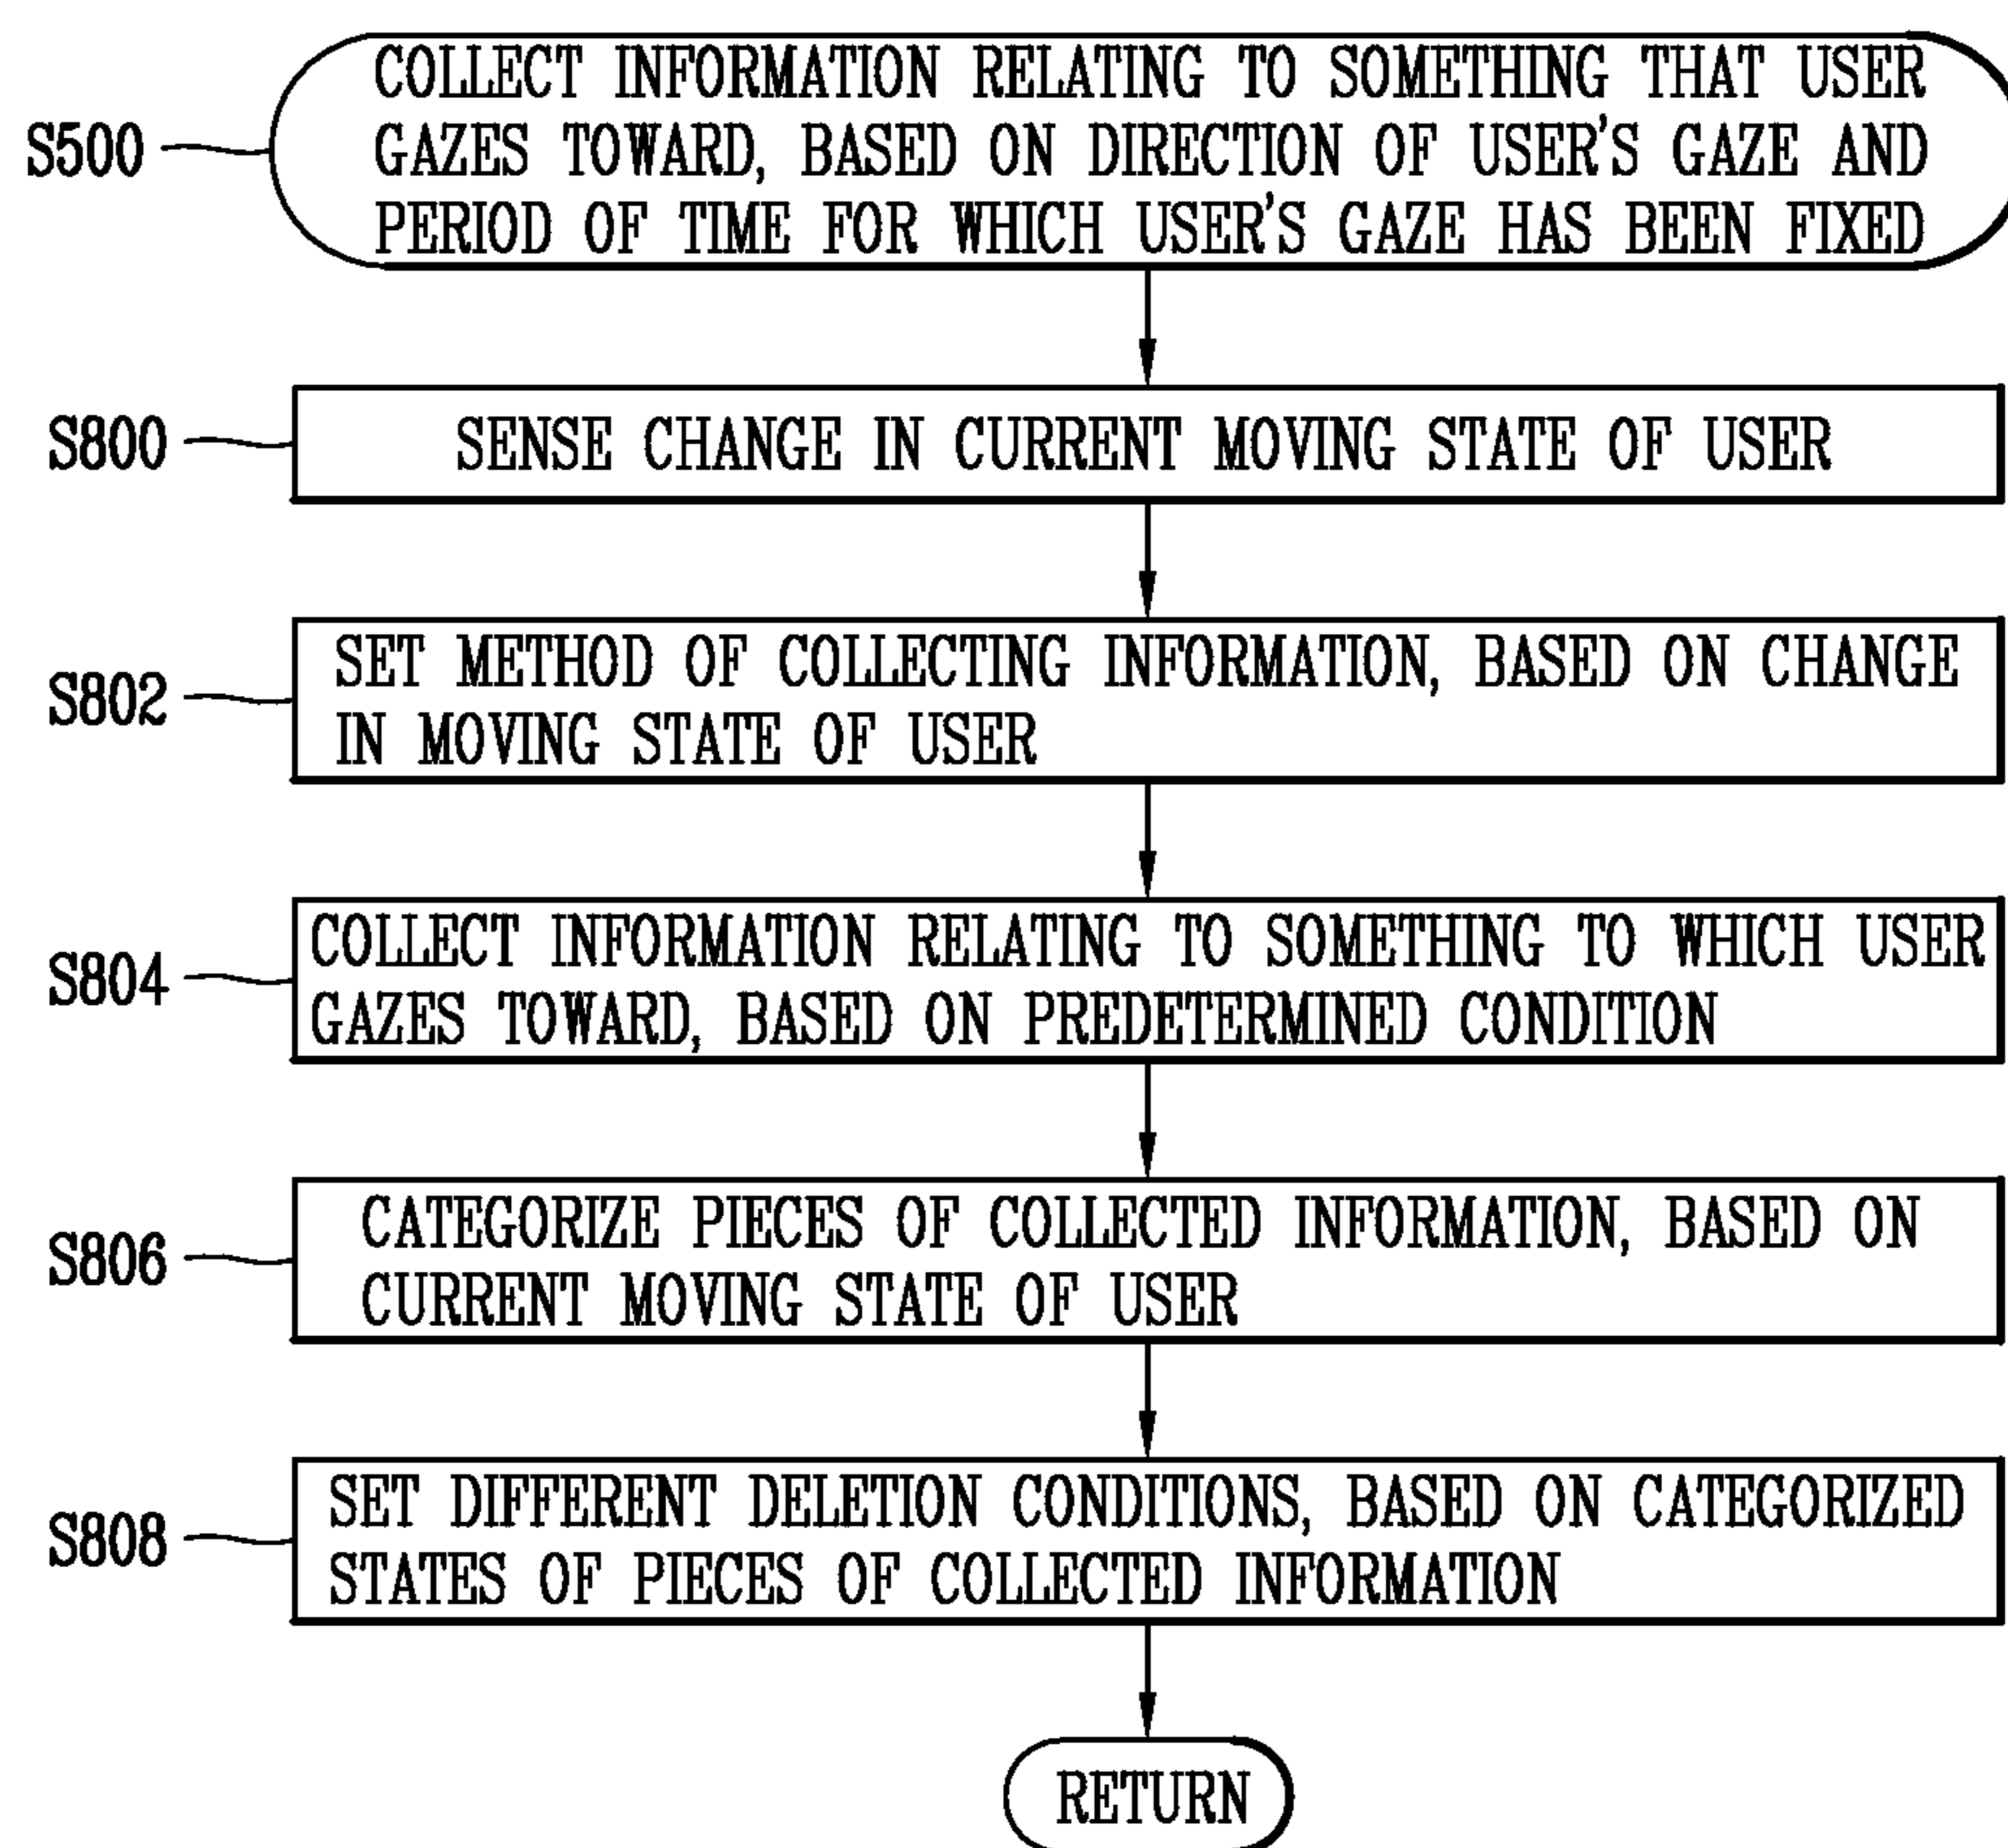 S500
COLLECT INFORMATION RELATING TO SOMETHING THAT USER
GAZES TOWARD, BASED ON DIRECTION OF USER'S GAZE AND
PERIOD OF TIME FOR WHICH USER'S GAZE HAS BEEN FIXED
S800
SENSE CHANGE IN CURRENT MOVING STATE OF USER
S802
SET METHOD OF COLLECTING INFORMATION, BASED ON CHANGE
IN MOVING STATE OF USER
S804
COLLECT INFORMATION RELATING TO SOMETHING TO WHICH USER
GAZES TOWARD, BASED ON PREDETERMINED CONDITION
S806
CATEGORIZE PIECES OF COLLECTED INFORMATION, BASED ON
CURRENT MOVING STATE OF USER
S808
SET DIFFERENT DELETION CONDITIONS, BASED ON CATEGORIZED
STATES OF PIECES OF COLLECTED INFORMATION
RETURN